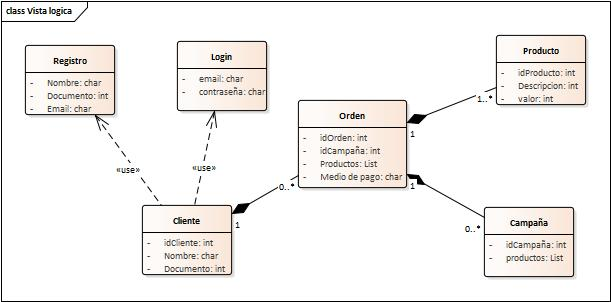 class Vista logica
Registro
- Nombre: char
- Documento: int
- Email: char
Login
- email: char
- contraseña: char
Producto
- idProducto: int
- Descripcion: int
- valor: int
Orden
- idOrden: int
- idCampaña: int
- Productos: List
- Medio de pago: char
1..*
1
1
«use»
«use»
0..*
1
Cliente
- idCliente: int
- Nombre: char
- Documento: int
0..*
Campaña
- idCampaña: int
- productos: List